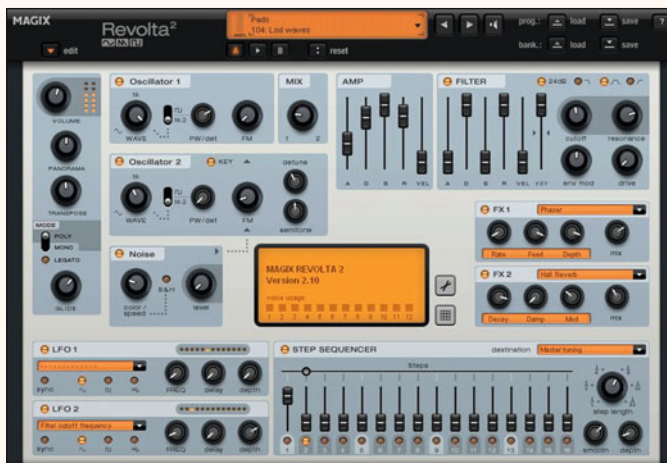 MAGIX
Revolta²
Pads
104: Lsd waves
prog.: load save ?
edit
A B reset
bank.: load save
VOLUME
PANORAMA
TRANSPOSE
MODE
POLY
MONO
LEGATO
GLIDE
Oscillator 1
WAVE PW/det FM
MIX
1 2
Oscillator 2 KEY
detune
WAVE PW/det FM
semitone
Noise
S&H
color/ level
speed
AMP
A D S R VEL
FILTER 24dB
cutoff resonance
A D S R VEL KEY
env mod drive
FX 1 Phazer
Rate Feed Depth mix
FX 2 Hall Reverb
Decay Damp Mod mix
MAGIX REVOLTA 2
Version 2.10
voice usage:
1 2 3 4 5 6 7 8 9 10 11 12
LFO 1
sync FREQ delay depth
LFO 2
Filter cutoff frequency
sync FREQ delay depth
STEP SEQUENCER destination Master tuning
Steps
step length
1 2 3 4 5 6 7 8 9 10 11 12 13 14 15 16
smooth depth